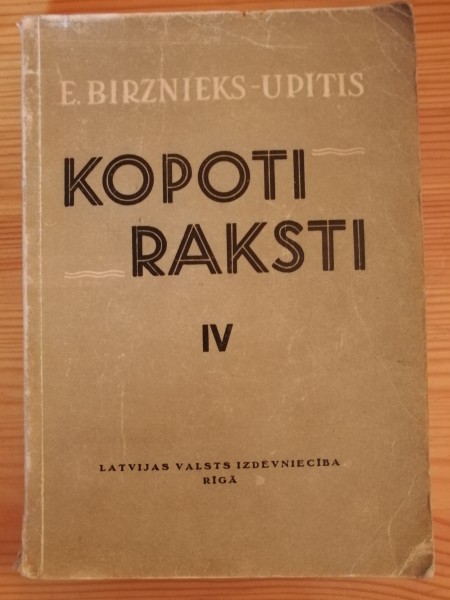 E. BIRZNIEKS-UPITIS
KOPOTI
RAKSTI
IV
LATVIJAS VALSTS IZDEVNIECĪBA
RĪGĀ